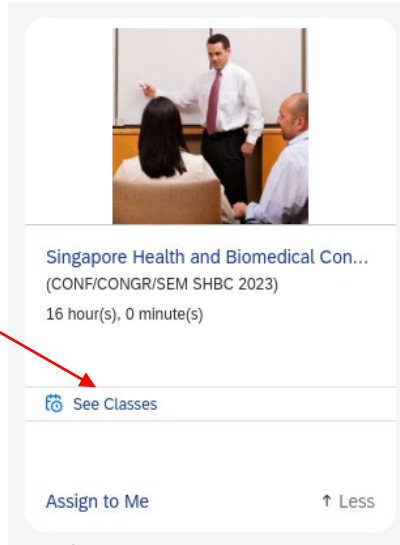 Singapore Health and Biomedical Con...
(CONF/CONGR/SEM SHBC 2023)
16 hour(s), 0 minute(s)
See Classes
Assign to Me ↑ Less